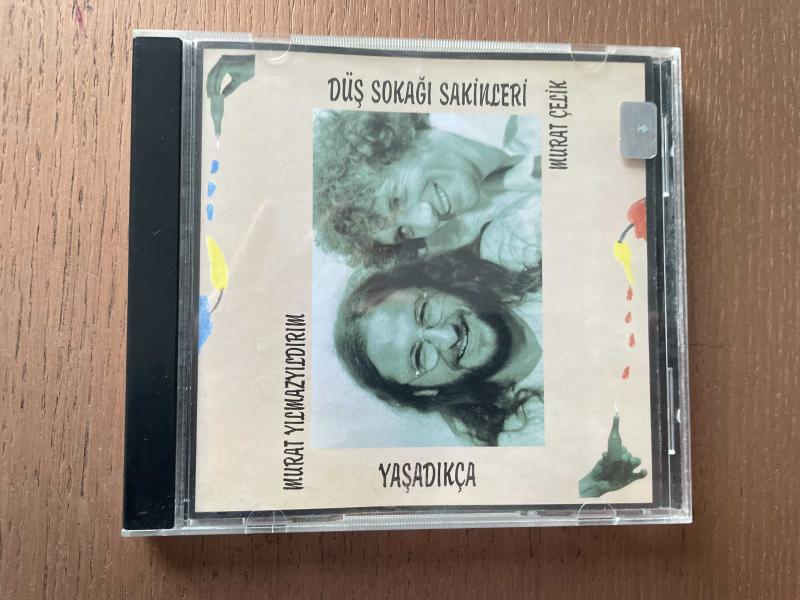 DÜŞ SOKAĞI SAKİNLERİ
MURAT ÇELİK
MURAT YILMAZYILDIRIM
YAŞADIKÇA